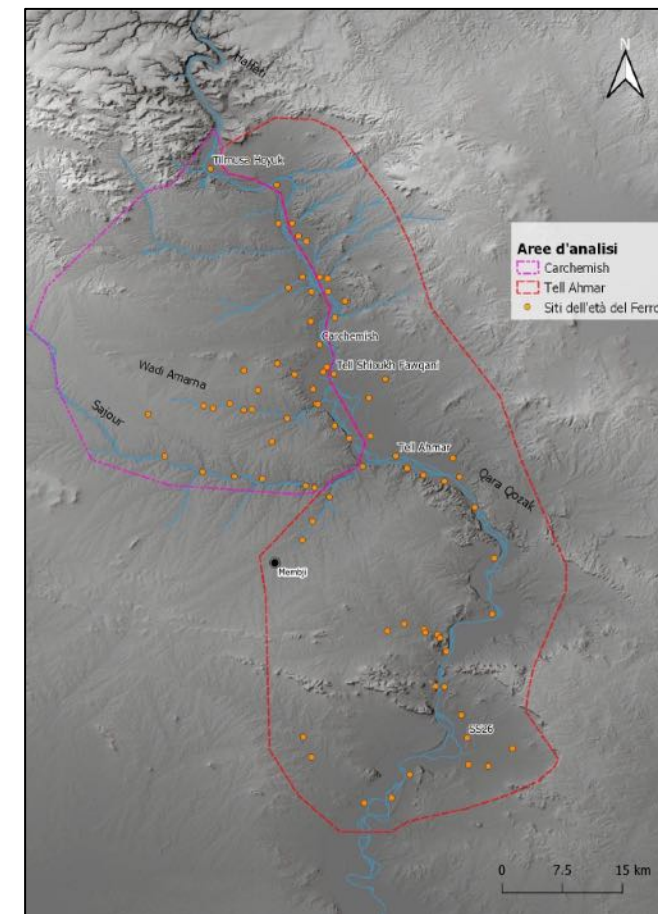 Halfeti
N
Tilmusa Hoyuk
Aree d'analisi
Carchemish
Tell Ahmar
Siti dell'età del Ferro
Carchemish
Tell Shioukh Fawqani
Wadi Amarna
Sajour
Tell Ahmar
Qara Qozak
Membji
SS26
0 7.5 15 km